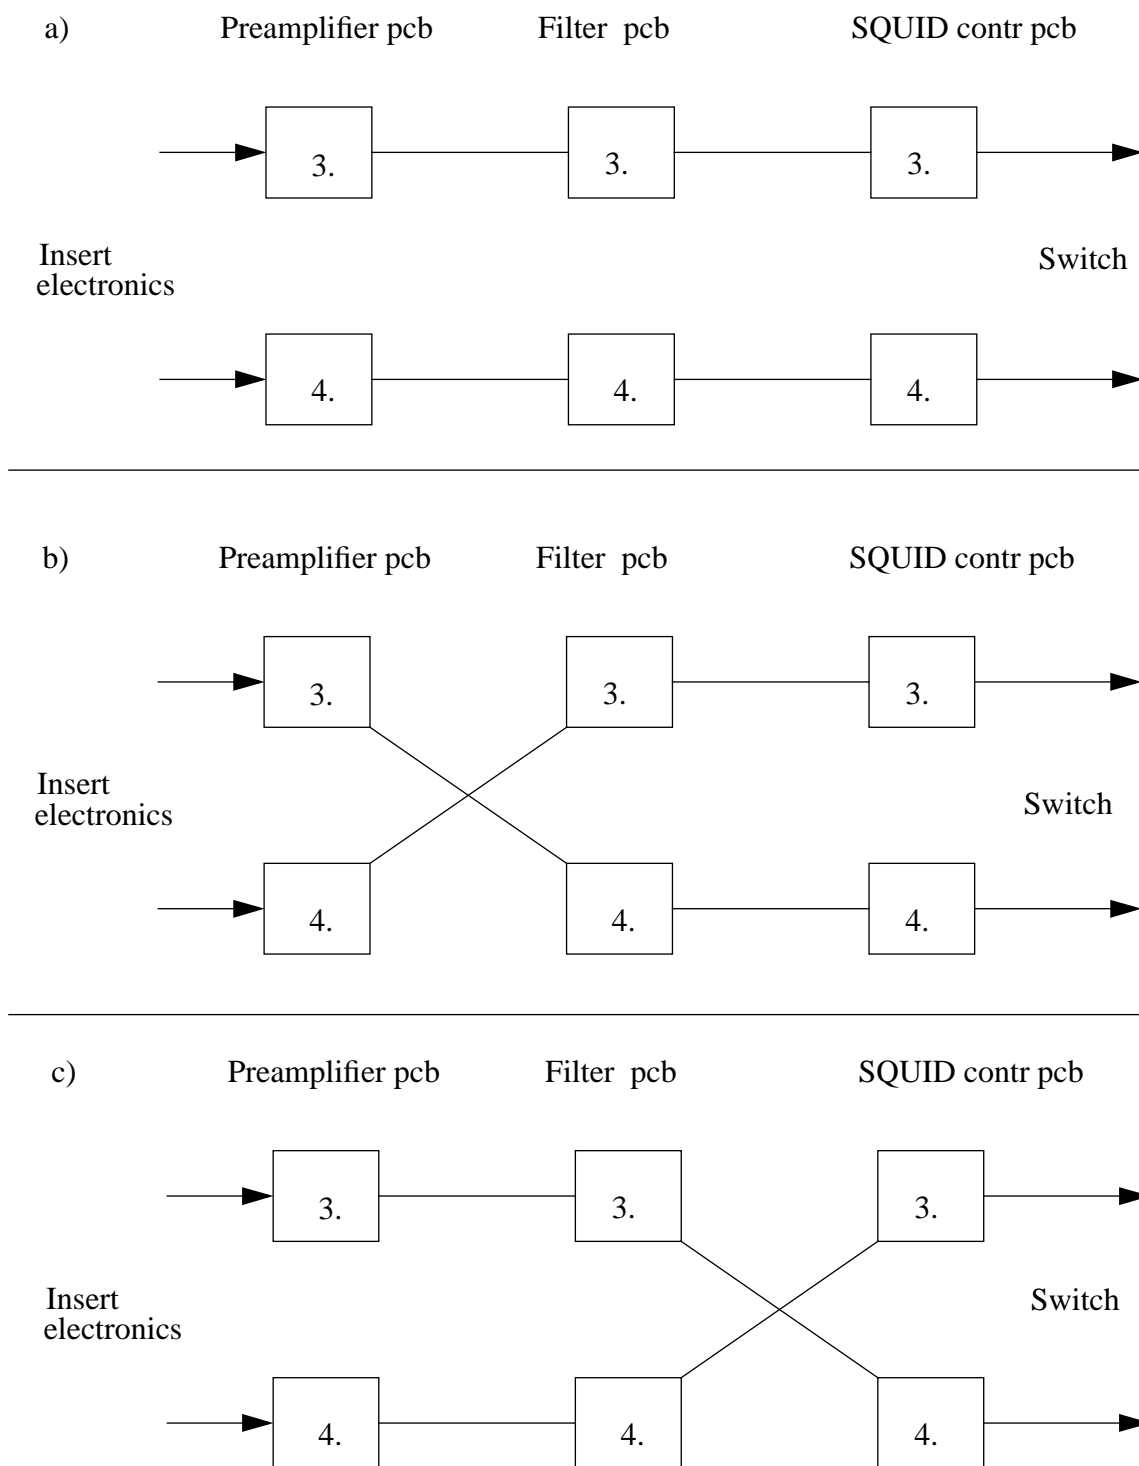 a) Preamplifier pcb Filter pcb SQUID contr pcb
3. 3. 3.
Insert
electronics
Switch
4. 4. 4.
b) Preamplifier pcb Filter pcb SQUID contr pcb
3. 3. 3.
Insert
electronics
Switch
4. 4. 4.
c) Preamplifier pcb Filter pcb SQUID contr pcb
3. 3. 3.
Insert
electronics
Switch
4. 4. 4.